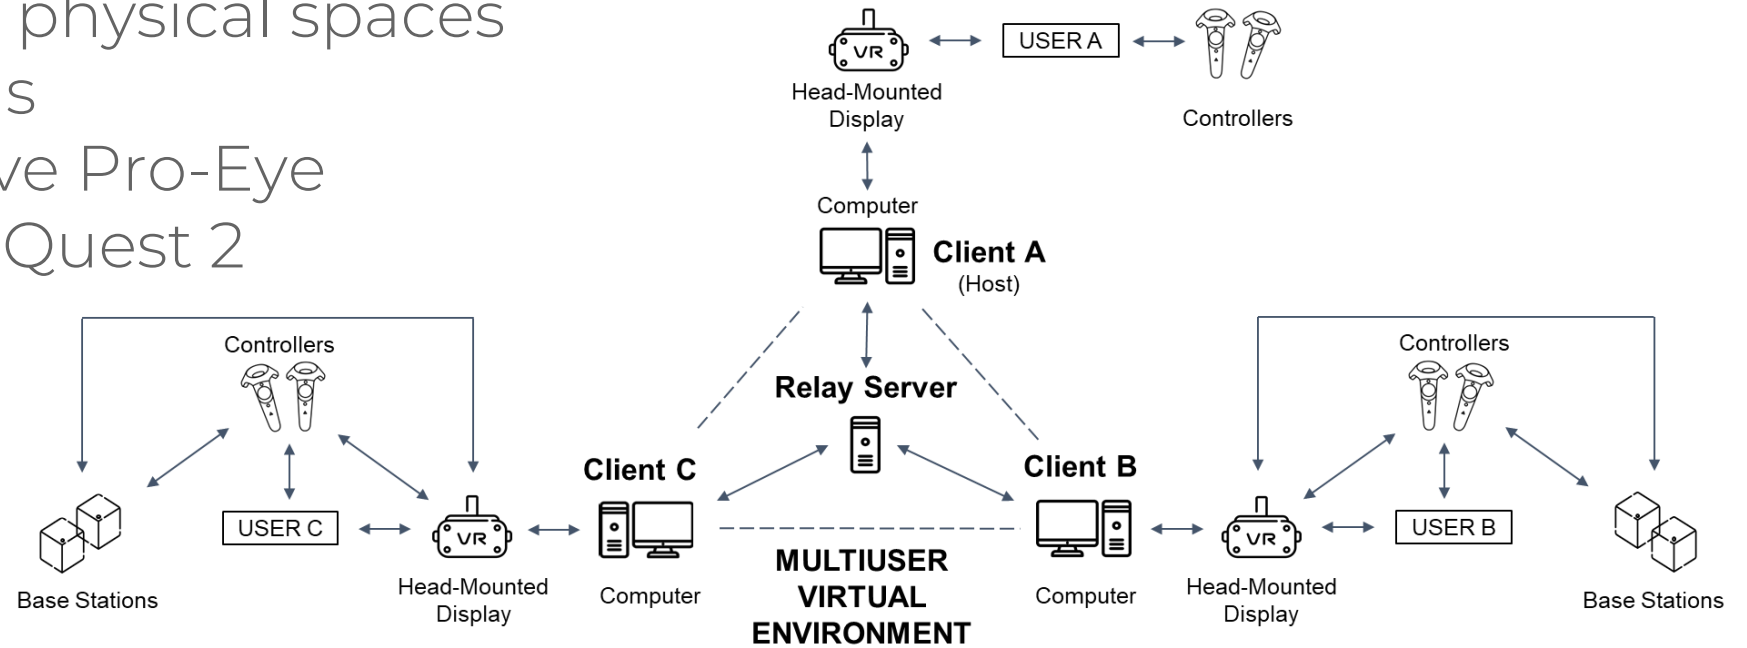 physical spaces
s
ve Pro-Eye
Quest 2
VR
USER A
Head-Mounted
Display
Controllers
Computer
Client A
(Host)
Relay Server
Controllers
Client C
USER C
VR
Base Stations
Head-Mounted
Display
Computer
MULTIUSER
VIRTUAL
ENVIRONMENT
Client B
Computer
Controllers
VR
USER B
Head-Mounted
Display
Base Stations